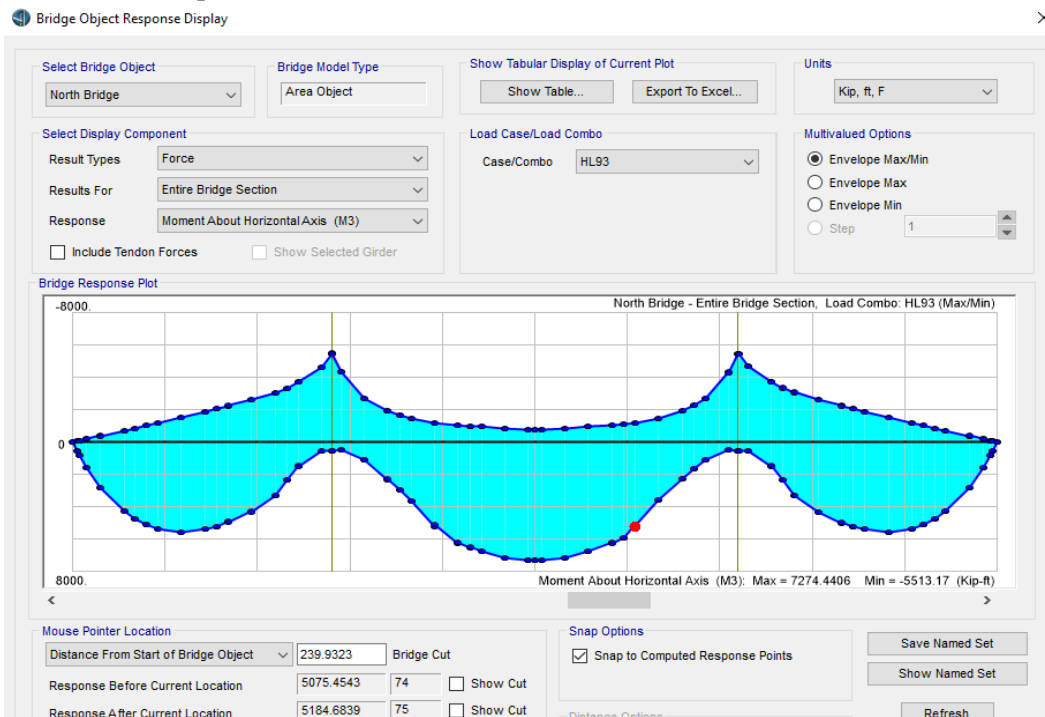 Bridge Object Response Display
Select Bridge Object
North Bridge
Bridge Model Type
Area Object
Show Tabular Display of Current Plot
Show Table...
Export To Excel...
Units
Kip, ft, F
Select Display Component
Result Types
Force
Results For
Entire Bridge Section
Response
Moment About Horizontal Axis (M3)
Include Tendon Forces
Show Selected Girder
Load Case/Load Combo
Case/Combo
HL93
Multivalued Options
Envelope Max/Min
Envelope Max
Envelope Min
Step
1
Bridge Response Plot
-8000.
North Bridge - Entire Bridge Section, Load Combo: HL93 (Max/Min)
0
8000.
Moment About Horizontal Axis (M3): Max = 7274.4406 Min = -5513.17 (Kip-ft)
Mouse Pointer Location
Distance From Start of Bridge Object
239.9323
Bridge Cut
Response Before Current Location
5075.4543
74
Show Cut
Response After Current Location
5184.6839
75
Show Cut
Snap Options
Snap to Computed Response Points
Distance Options
Save Named Set
Show Named Set
Refresh